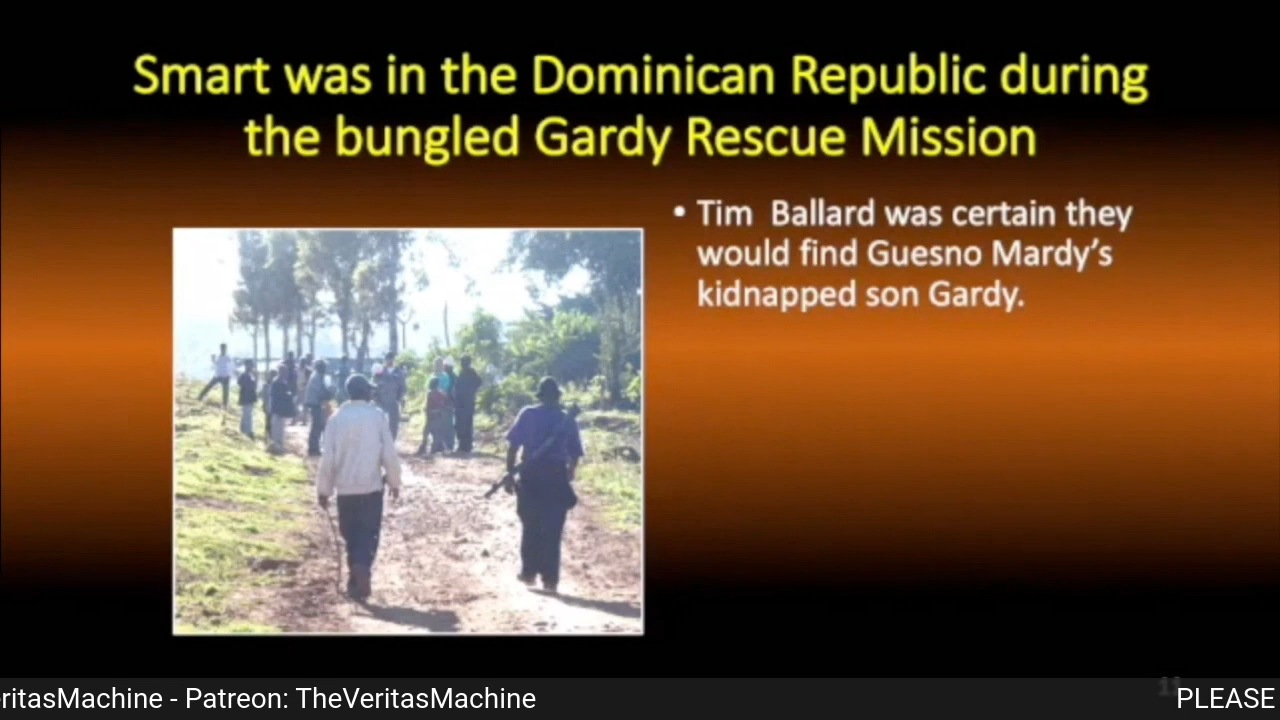 Smart was in the Dominican Republic during
the bungled Gardy Rescue Mission
• Tim  Ballard was certain they
would find Guesno Mardy’s
kidnapped son Gardy.
ritasMachine - Patreon: TheVeritasMachine
PLEASE